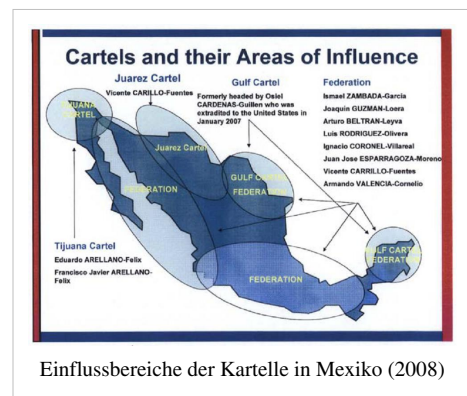 Cartels and their Areas of Influence
Juarez Cartel
Vicente CARILLO-Fuentes
Gulf Cartel
Formerly headed by Osiel
CARDENAS-Guillen who was
extradited to the United States in
January 2007
Federation
Ismael ZAMBADA-Garcia
Joaquin GUZMAN-Loera
Arturo BELTRAN-Leyva
Luis RODRIGUEZ-Olivera
Ignacio CORONEL-Villareal
Juan Jose ESPARRAGOZA-Moreno
Vicente CARRILLO-Fuentes
Armando VALENCIA-Cornelio
TIJUANA
CARTEL
Juarez Cartel
FEDERATION
GULF CARTEL
FEDERATION
FEDERATION
GULF CARTEL
FEDERATION
Tijuana Cartel
Eduardo ARELLANO-Felix
Francisco Javier ARELLANO-
Felix
Einflussbereiche der Kartelle in Mexiko (2008)